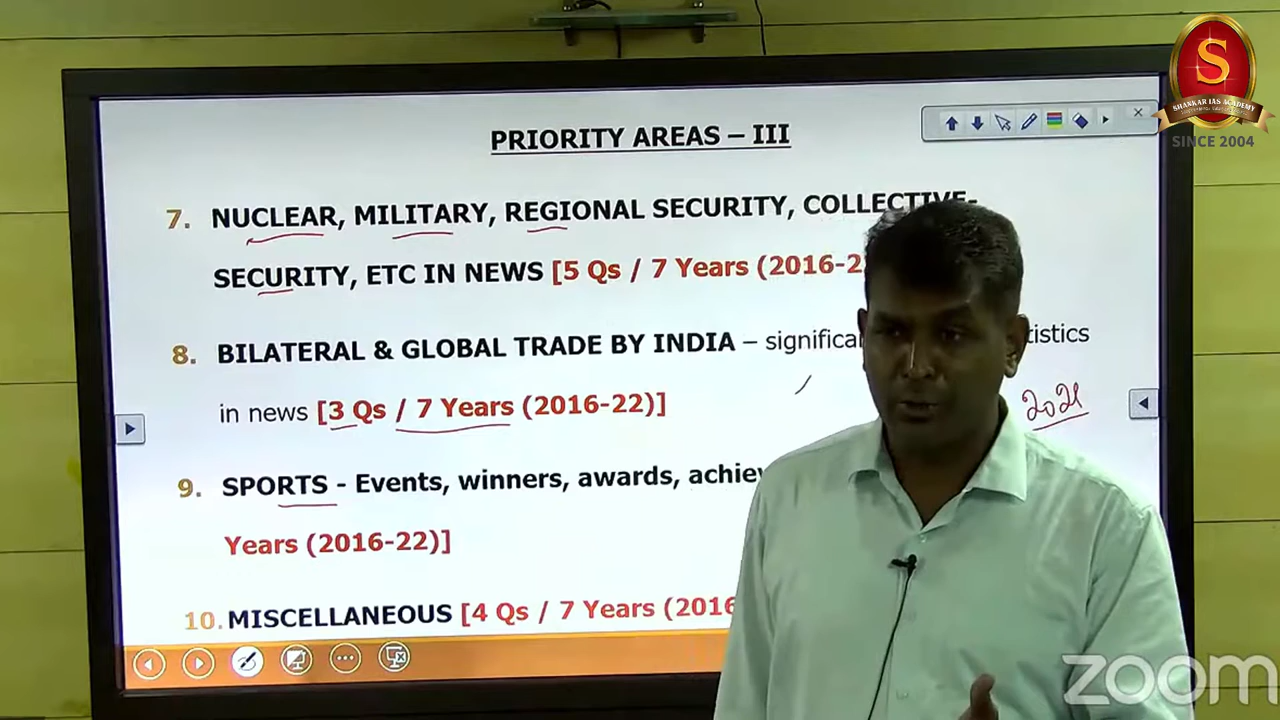 S
SHANKAR IAS ACADEMY
SINCE 2004
PRIORITY AREAS – III
7. NUCLEAR, MILITARY, REGIONAL SECURITY, COLLECTIVE-
SECURITY, ETC IN NEWS [5 Qs / 7 Years (2016-2
8. BILATERAL & GLOBAL TRADE BY INDIA – significa tistics
in news [3 Qs / 7 Years (2016-22)]
2021
9. SPORTS - Events, winners, awards, achie
Years (2016-22)]
10. MISCELLANEOUS [4 Qs / 7 Years (2016
zoom